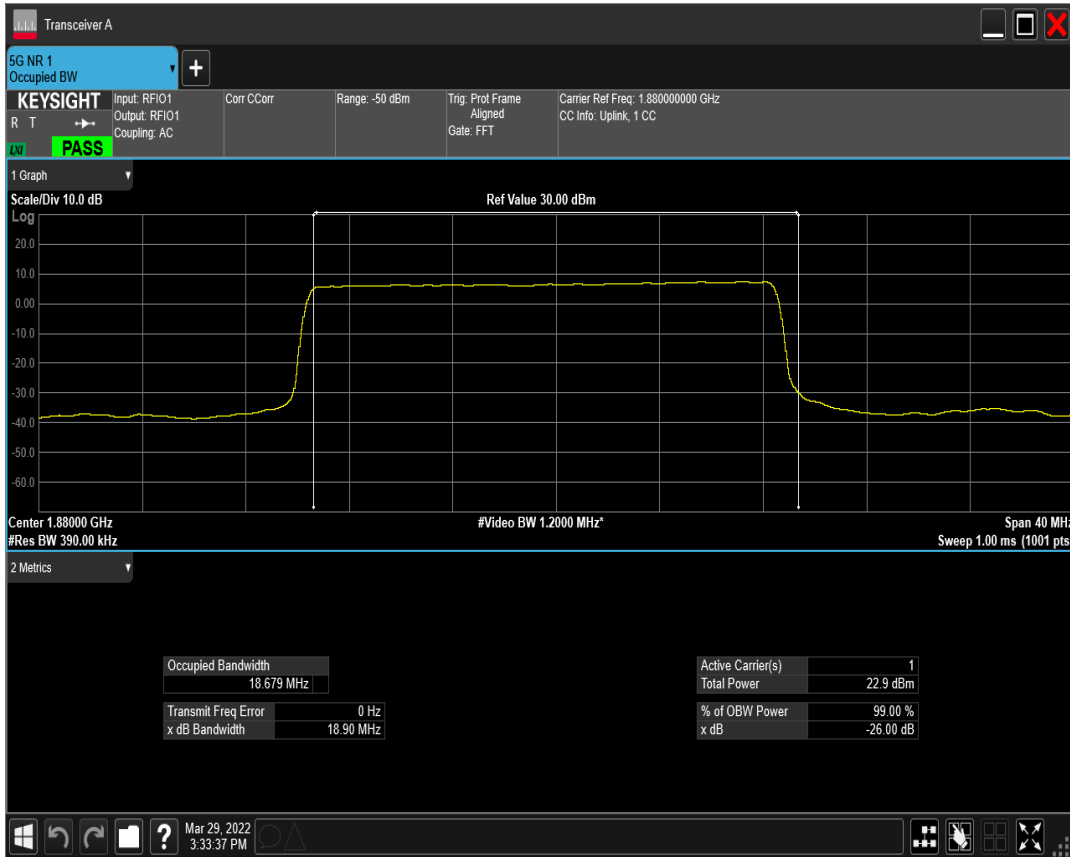 Transceiver A
5G NR 1
Occupied BW
+
KEYSIGHT
R T
LXI
PASS
Input: RFIO1
Output: RFIO1
Coupling: AC
Corr CCorr
Range: -50 dBm
Trig: Prot Frame
Aligned
Gate: FFT
Carrier Ref Freq: 1.880000000 GHz
CC Info: Uplink, 1 CC
1 Graph
Scale/Div 10.0 dB
Ref Value 30.00 dBm
Log
20.0
10.0
0.00
-10.0
-20.0
-30.0
-40.0
-50.0
-60.0
Center 1.88000 GHz
#Video BW 1.2000 MHz*
Span 40 MHz
#Res BW 390.00 kHz
Sweep 1.00 ms (1001 pts
2 Metrics
Occupied Bandwidth
18.679 MHz
Transmit Freq Error 0 Hz
x dB Bandwidth 18.90 MHz
Active Carrier(s) 1
Total Power 22.9 dBm
% of OBW Power 99.00 %
x dB -26.00 dB
?
Mar 29, 2022
3:33:37 PM